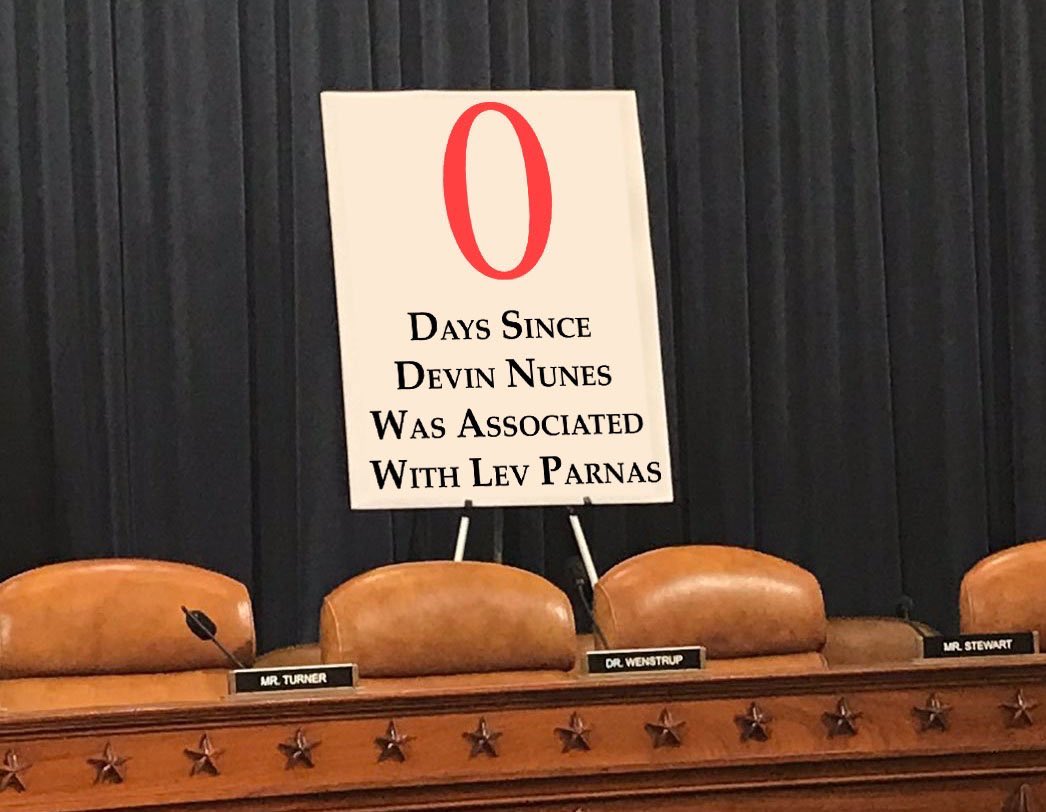 0
Days Since
Devin Nunes
Was Associated
With Lev Parnas
MR. TURNER
DR. WENSTRUP
MR. STEWART